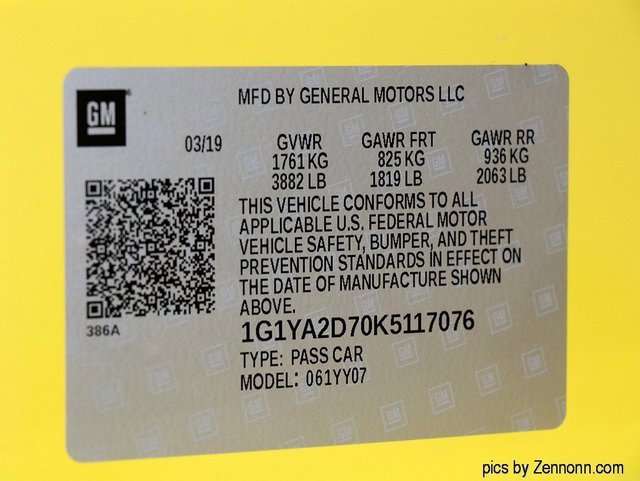 GM
MFD BY GENERAL MOTORS LLC
03/19 GVWR GAWR FRT GAWR RR
1761 KG 825 KG 936 KG
3882 LB 1819 LB 2063 LB
THIS VEHICLE CONFORMS TO ALL
APPLICABLE U.S. FEDERAL MOTOR
VEHICLE SAFETY, BUMPER, AND THEFT
PREVENTION STANDARDS IN EFFECT ON
THE DATE OF MANUFACTURE SHOWN
ABOVE.
386A
1G1YA2D70K5117076
TYPE: PASS CAR
MODEL: 061YY07
pics by Zennonn.com